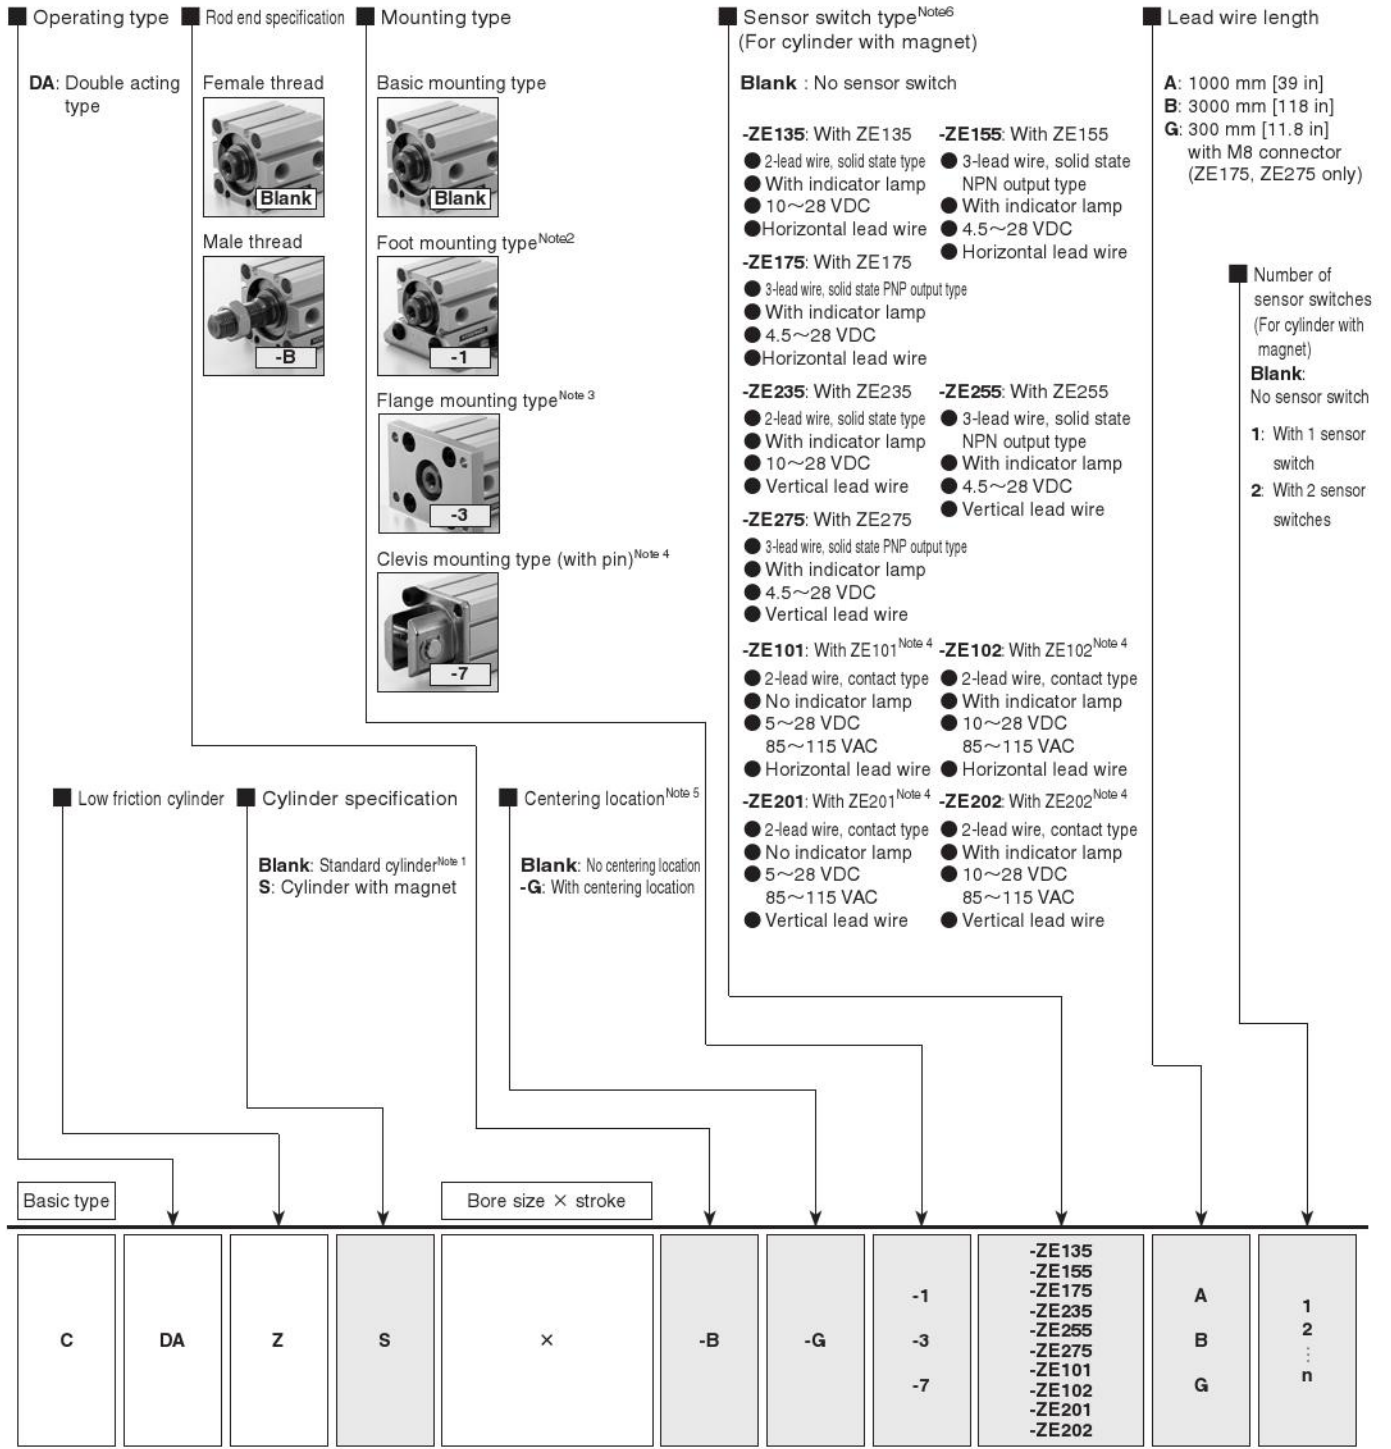 Operating type
DA: Double acting
type
Rod end specification
Female thread
Blank
Male thread
-B
Mounting type
Basic mounting type
Blank
Foot mounting typeNote2
-1
Flange mounting typeNote 3
-3
Clevis mounting type (with pin)Note 4
-7
Sensor switch typeNote6
(For cylinder with magnet)
Blank : No sensor switch
-ZE135: With ZE135
● 2-lead wire, solid state type
● With indicator lamp
● 10～28 VDC
● Horizontal lead wire
-ZE155: With ZE155
● 3-lead wire, solid state
NPN output type
● With indicator lamp
● 4.5～28 VDC
● Horizontal lead wire
-ZE175: With ZE175
● 3-lead wire, solid state PNP output type
● With indicator lamp
● 4.5～28 VDC
● Horizontal lead wire
-ZE235: With ZE235
● 2-lead wire, solid state type
● With indicator lamp
● 10～28 VDC
● Vertical lead wire
-ZE255: With ZE255
● 3-lead wire, solid state
NPN output type
● With indicator lamp
● 4.5～28 VDC
● Vertical lead wire
-ZE275: With ZE275
● 3-lead wire, solid state PNP output type
● With indicator lamp
● 4.5～28 VDC
● Vertical lead wire
-ZE101: With ZE101Note 4
● 2-lead wire, contact type
● No indicator lamp
● 5～28 VDC
85～115 VAC
● Horizontal lead wire
-ZE102: With ZE102Note 4
● 2-lead wire, contact type
● With indicator lamp
● 10～28 VDC
85～115 VAC
● Horizontal lead wire
-ZE201: With ZE201Note 4
● 2-lead wire, contact type
● No indicator lamp
● 5～28 VDC
85～115 VAC
● Vertical lead wire
-ZE202: With ZE202Note 4
● 2-lead wire, contact type
● With indicator lamp
● 10～28 VDC
85～115 VAC
● Vertical lead wire
Lead wire length
A: 1000 mm [39 in]
B: 3000 mm [118 in]
G: 300 mm [11.8 in]
with M8 connector
(ZE175, ZE275 only)
Number of
sensor switches
(For cylinder with
magnet)
Blank:
No sensor switch
1: With 1 sensor
switch
2: With 2 sensor
switches
Low friction cylinder
Cylinder specification
Blank: Standard cylinderNote 1
S: Cylinder with magnet
Centering locationNote 5
Blank: No centering location
-G: With centering location
Basic type
Bore size × stroke
C
DA
Z
S
×
-B
-G
-1
-3
-7
-ZE135
-ZE155
-ZE175
-ZE235
-ZE255
-ZE275
-ZE101
-ZE102
-ZE201
-ZE202
A
B
G
1
2
⋮
n